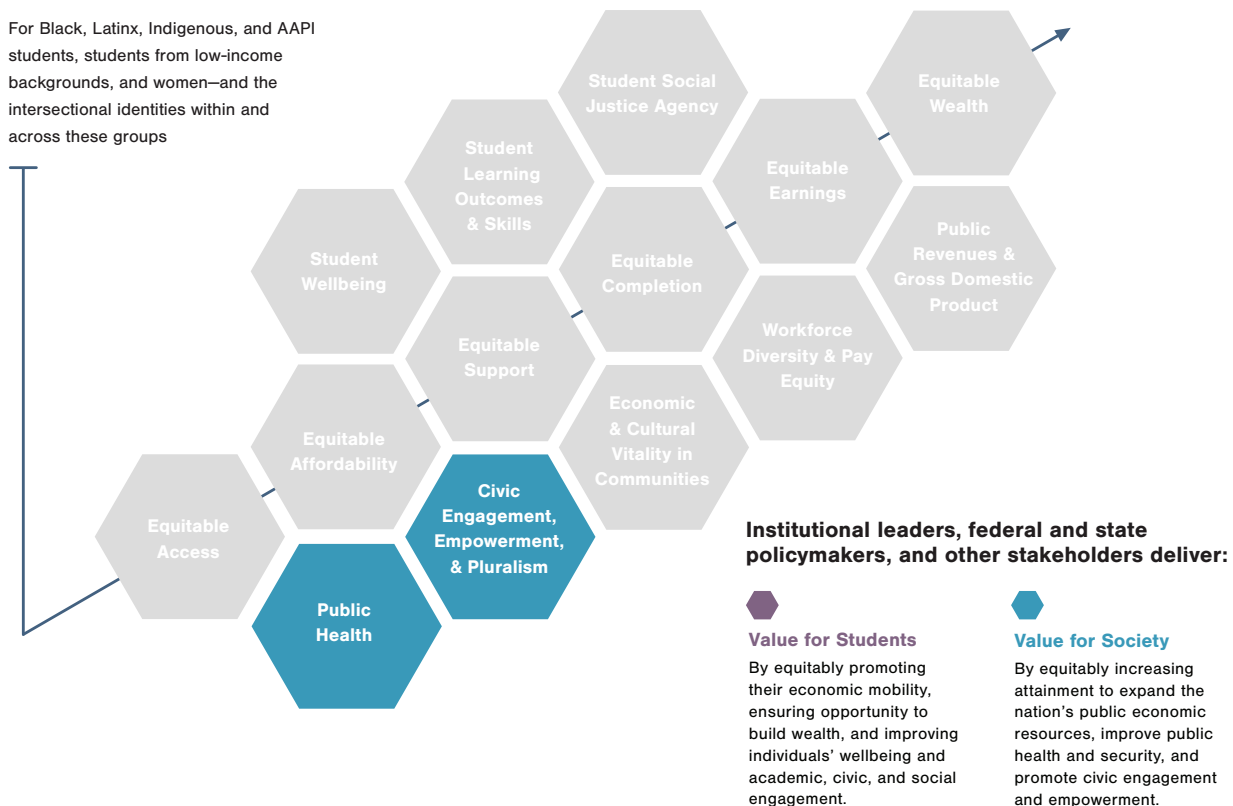 For Black, Latinx, Indigenous, and AAPI
students, students from low-income
backgrounds, and women—and the
intersectional identities within and
across these groups
Student Social
Justice Agency
Equitable
Wealth
Student
Learning
Outcomes
& Skills
Equitable
Earnings
Student
Wellbeing
Equitable
Completion
Public
Revenues &
Gross Domestic
Product
Equitable
Support
Workforce
Diversity & Pay
Equity
Equitable
Affordability
Economic
& Cultural
Vitality in
Communities
Equitable
Access
Civic
Engagement,
Empowerment,
& Pluralism
Public
Health
Institutional leaders, federal and state
policymakers, and other stakeholders deliver:
Value for Students
By equitably promoting
their economic mobility,
ensuring opportunity to
build wealth, and improving
individuals’ wellbeing and
academic, civic, and social
engagement.
Value for Society
By equitably increasing
attainment to expand the
nation’s public economic
resources, improve public
health and security, and
promote civic engagement
and empowerment.